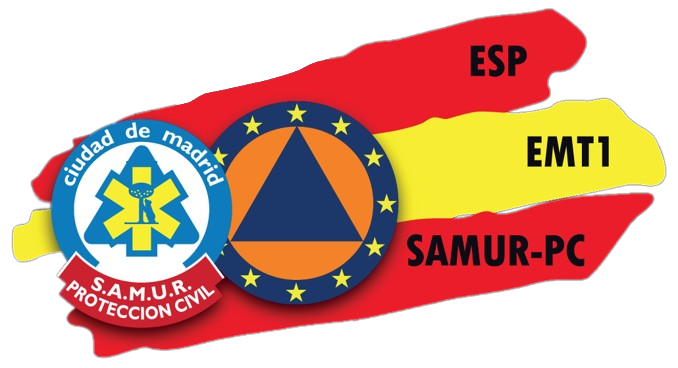 ESP
EMT1
SAMUR-PC
ciudad de madrid
S.A.M.U.R.
PROTECCION CIVIL